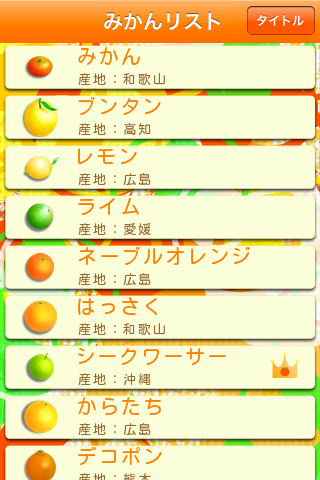 みかんリスト
タイトル
みかん
産地：和歌山
ブンタン
産地：高知
レモン
産地：広島
ライム
産地：愛媛
ネーブルオレンジ
産地：広島
はっさく
産地：和歌山
シークワーサー
産地：沖縄
からたち
産地：広島
デコポン
産地：熊本